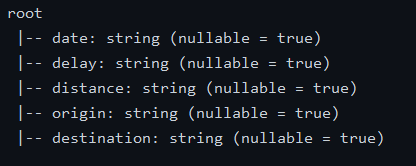 root
 |-- date: string (nullable = true)
 |-- delay: string (nullable = true)
 |-- distance: string (nullable = true)
 |-- origin: string (nullable = true)
 |-- destination: string (nullable = true)